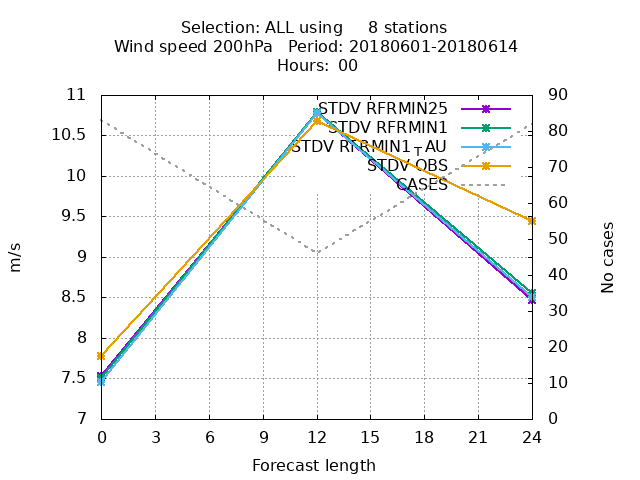 Selection: ALL using 8 stations
Wind speed 200hPa Period: 20180601-20180614
Hours: 00
11 90
STDV RFRMIN25
10.5 80
STDV RFRMIN1
STDV RFRMIN1TAU
70
STDV OBS
10
CASES
60
9.5
50
m/s 9 No cases
40
8.5
30
8
20
7.5
10
7 0
0 3 6 9 12 15 18 21 24
Forecast length